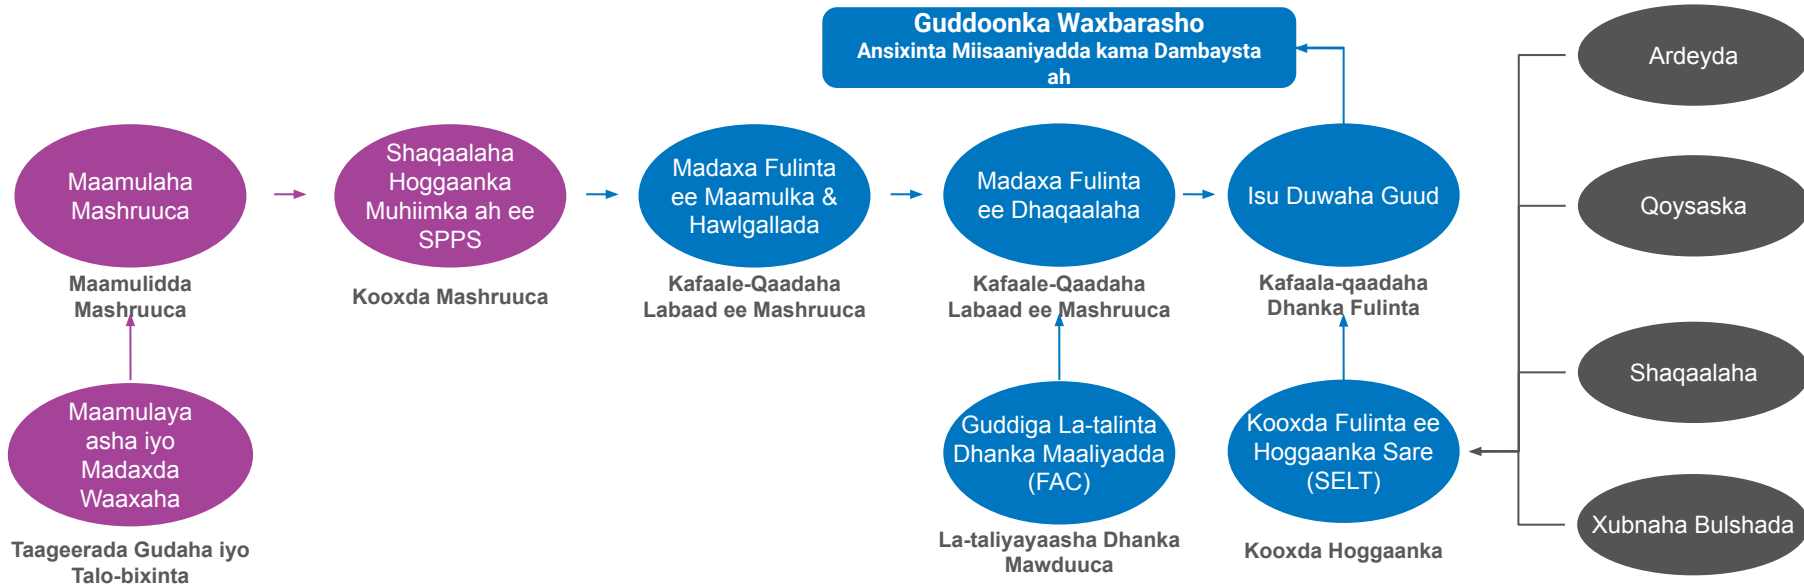 Guddoonka Waxbarasho
Ansixinta Miisaaniyadda kama Dambaysta
ah
Maamulaha
Mashruuca
Maamulidda
Mashruuca
Shaqaalaha
Hoggaanka
Muhiimka ah ee
SPPS
Kooxda Mashruuca
Madaxa Fulinta
ee Maamulka &
Hawlgallada
Kafaale-Qaadaha
Labaad ee Mashruuca
Madaxa Fulinta
ee Dhaqaalaha
Kafaale-Qaadaha
Labaad ee Mashruuca
Isu Duwaha Guud
Kafaala-qaadaha
Dhanka Fulinta
Maamulaya
asha iyo
Madaxda
Waaxaha
Taageerada Gudaha iyo
Talo-bixinta
Guddiga La-talinta
Dhanka Maaliyadda
(FAC)
La-taliyayaasha Dhanka
Mawduuca
Kooxda Fulinta ee
Hoggaanka Sare
(SELT)
Kooxda Hoggaanka
Ardeyda
Qoysaska
Shaqaalaha
Xubnaha Bulshada